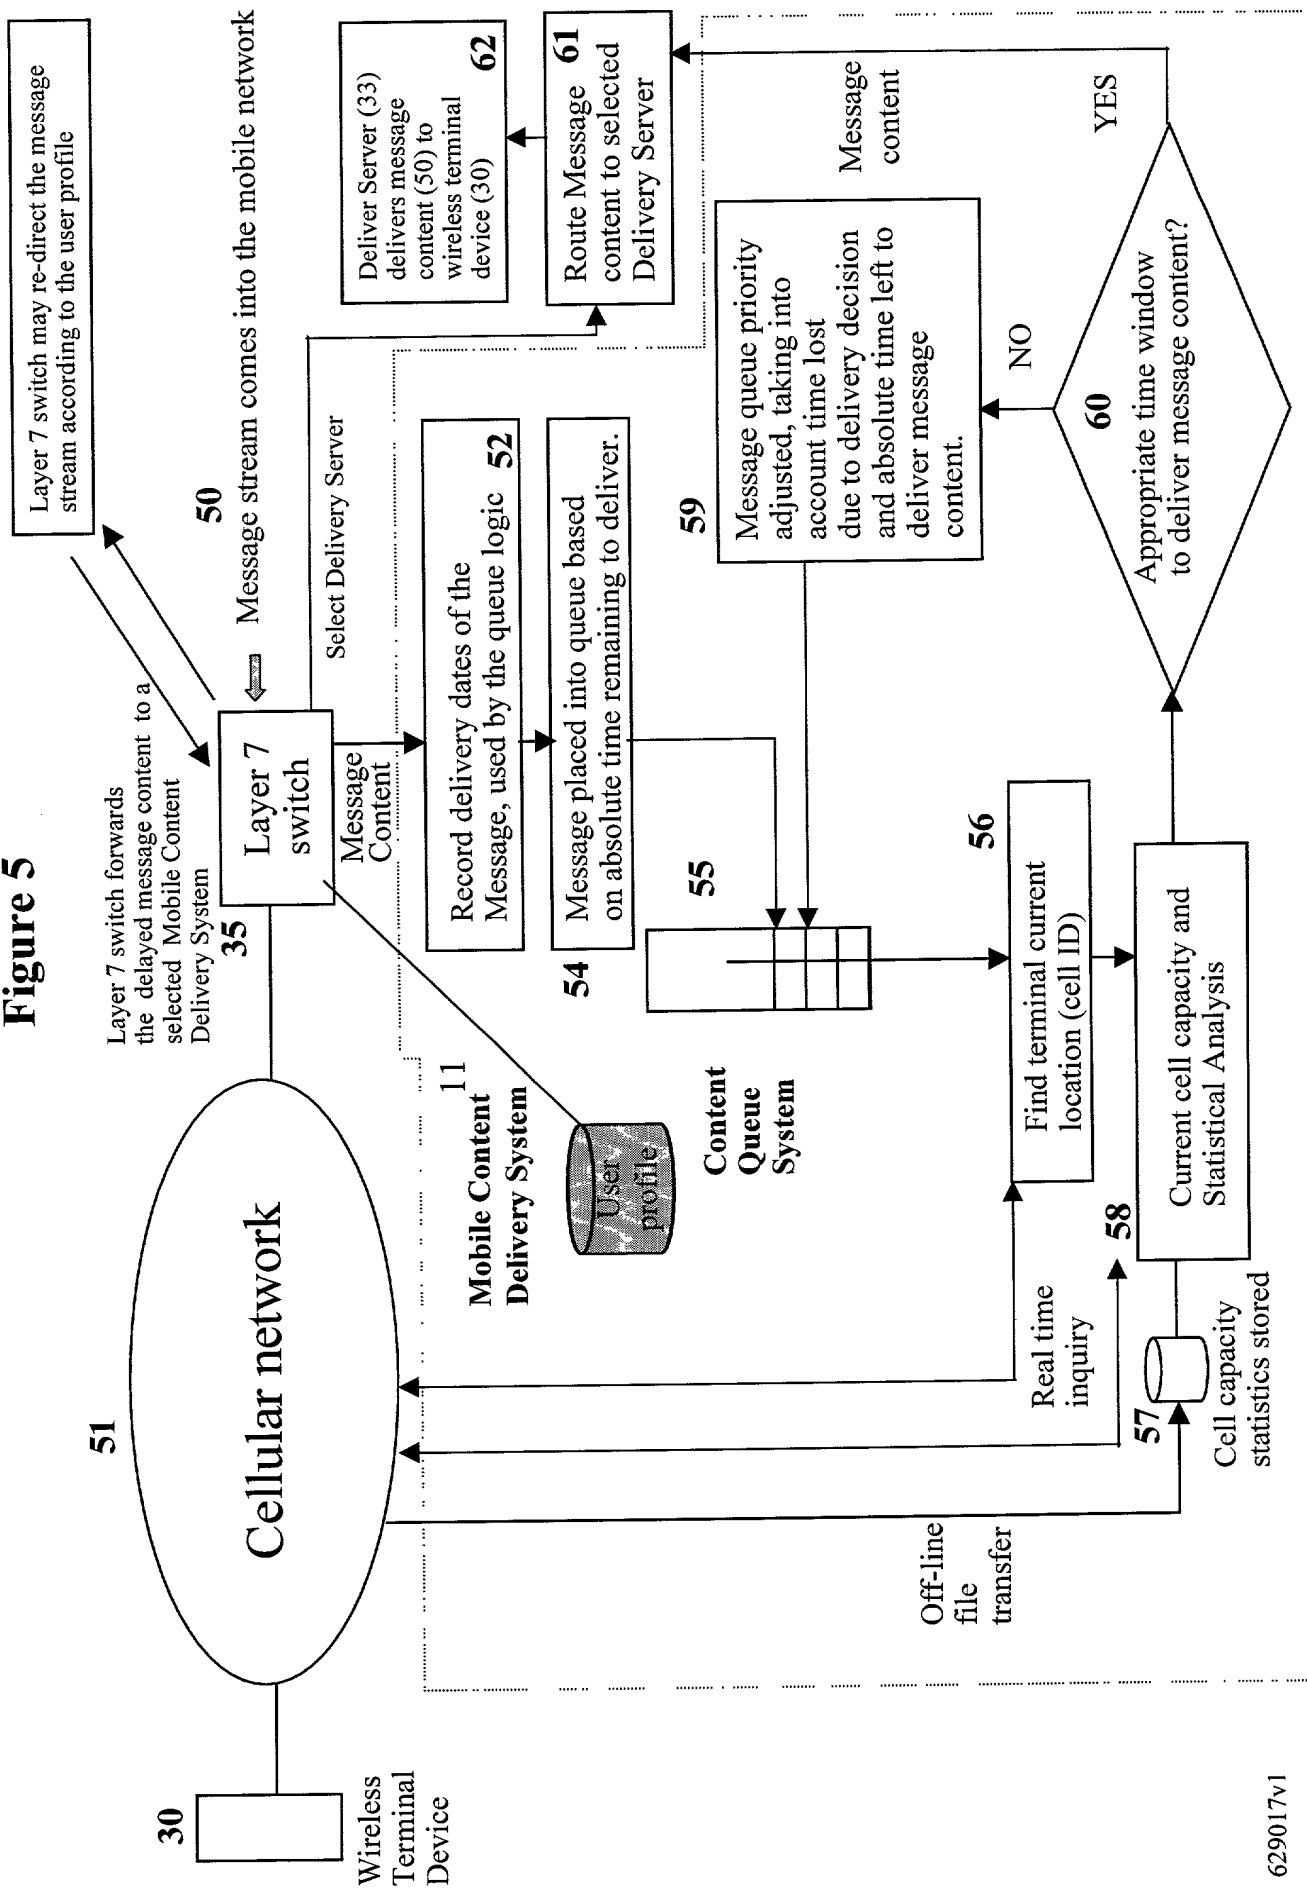 Figure 5
Layer 7 switch may re-direct the message
stream according to the user profile
Layer 7 switch forwards
the delayed message content to a
selected Mobile Content
Delivery System
50
Message stream comes into the mobile network
30
Wireless
Terminal
Device
51
Cellular network
35
Layer 7
switch
Select Delivery Server
Message
Content
62
Deliver Server (33)
delivers message
content (50) to
wireless terminal
device (30)
Route Message 61
content to selected
Delivery Server
11
Mobile Content
Delivery System
User
profile
Record delivery dates of the
Message, used by the queue logic 52
54
Message placed into queue based
on absolute time remaining to deliver.
55
Content
Queue
System
59
Message queue priority
adjusted, taking into
account time lost
due to delivery decision
and absolute time left to
deliver message
content.
Message
content
YES
NO
60
Appropriate time window
to deliver message content?
56
Find terminal current
location (cell ID)
58
Current cell capacity and
Statistical Analysis
Real time
inquiry
57
Cell capacity
statistics stored
Off-line
file
transfer
629017v1